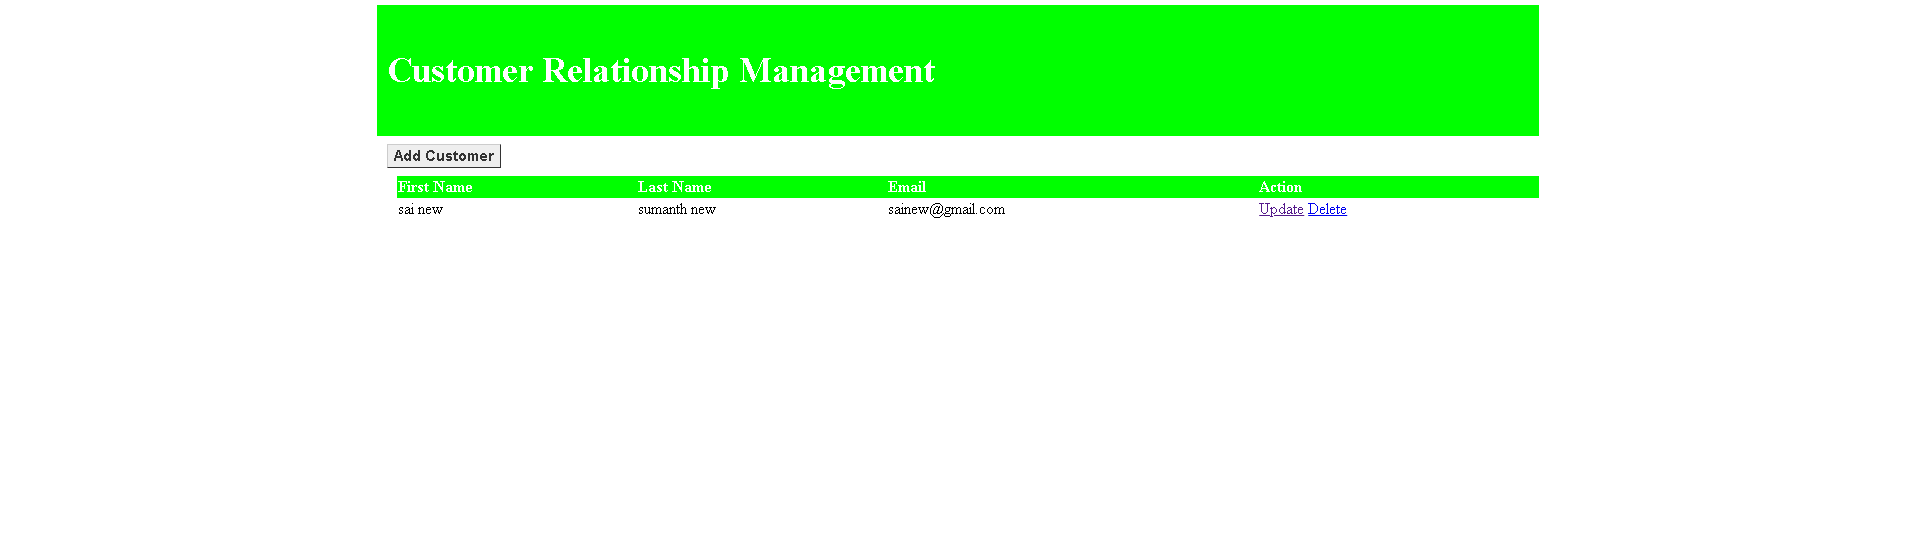 Customer Relationship Management
Add Customer
First Name Last Name Email Action
sai new sumanth new sainew@gmail.com Update Delete